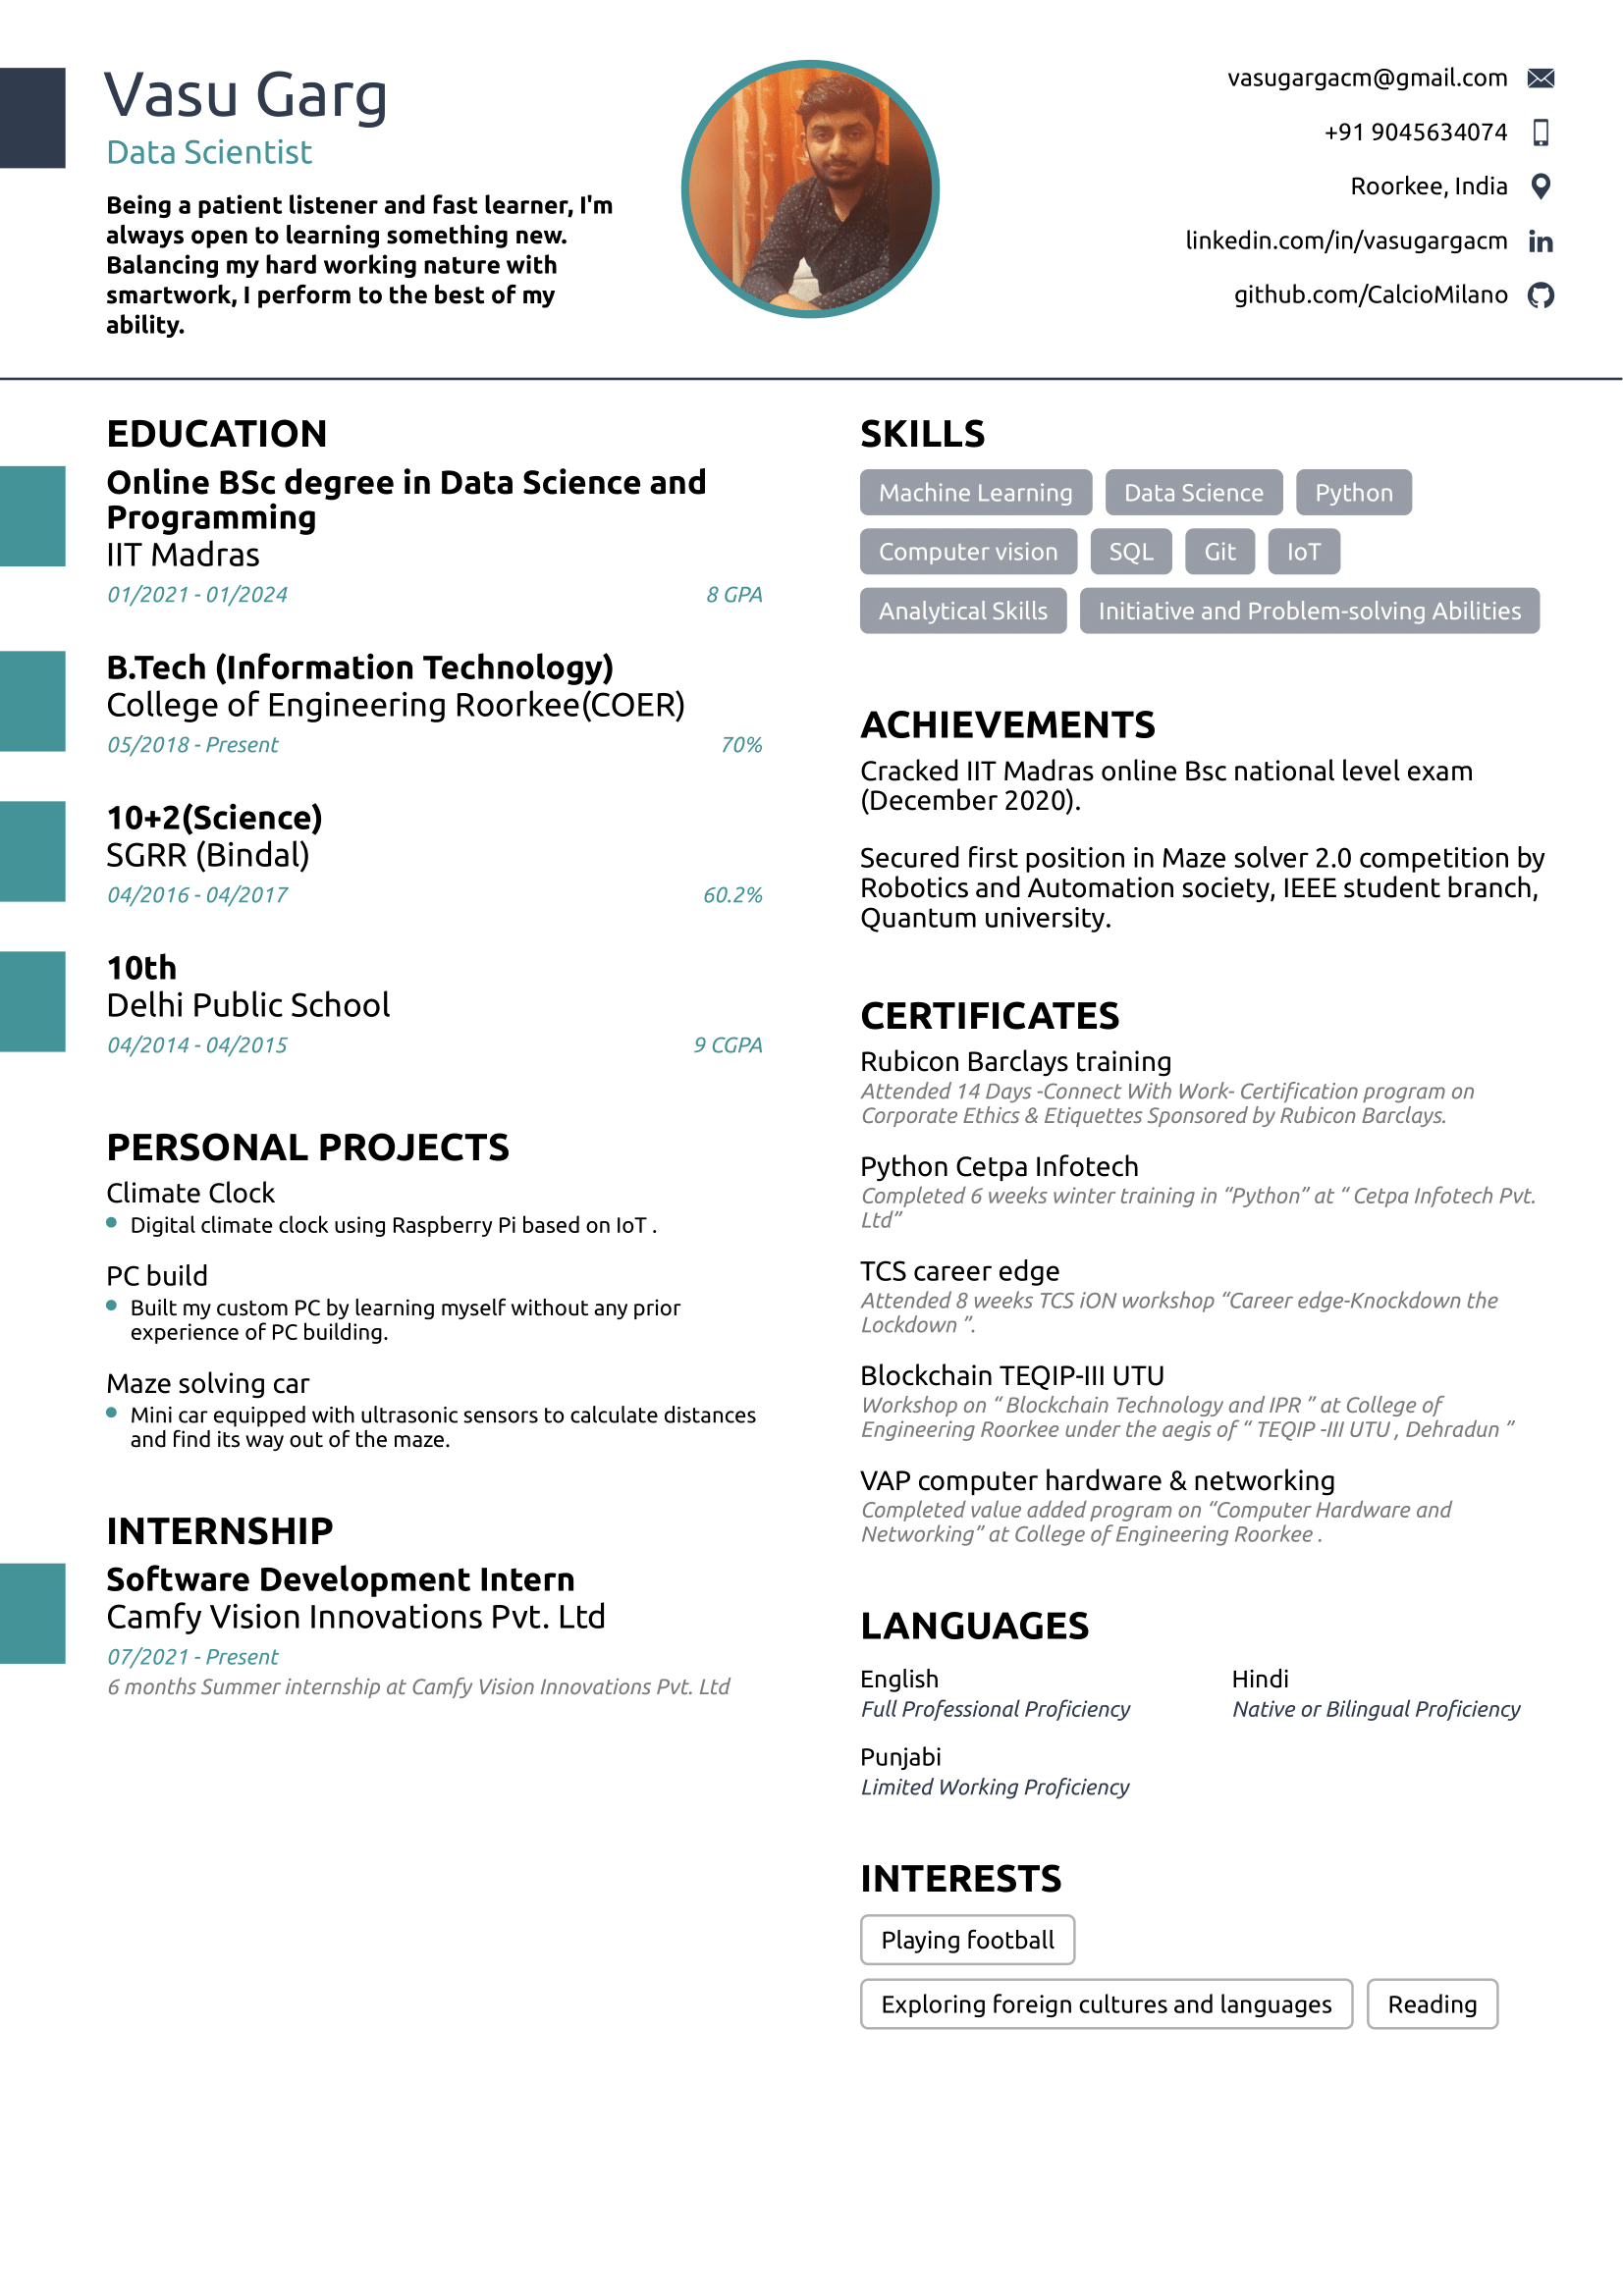 Vasu Garg
Data Scientist
Being a patient listener and fast learner, I'm
always open to learning something new.
Balancing my hard working nature with
smartwork, I perform to the best of my
ability.
vasugargacm@gmail.com
+91 9045634074
Roorkee, India
linkedin.com/in/vasugargacm
github.com/CalcioMilano
EDUCATION
Online BSc degree in Data Science and
Programming
IIT Madras
01/2021 - 01/2024 8 GPA
B.Tech (Information Technology)
College of Engineering Roorkee(COER)
05/2018 - Present 70%
10+2(Science)
SGRR (Bindal)
04/2016 - 04/2017 60.2%
10th
Delhi Public School
04/2014 - 04/2015 9 CGPA
PERSONAL PROJECTS
Climate Clock
Digital climate clock using Raspberry Pi based on IoT .
PC build
Built my custom PC by learning myself without any prior
experience of PC building.
Maze solving car
Mini car equipped with ultrasonic sensors to calculate distances
and find its way out of the maze.
INTERNSHIP
Software Development Intern
Camfy Vision Innovations Pvt. Ltd
07/2021 - Present
6 months Summer internship at Camfy Vision Innovations Pvt. Ltd
SKILLS
Machine Learning Data Science Python
Computer vision SQL Git IoT
Analytical Skills Initiative and Problem-solving Abilities
ACHIEVEMENTS
Cracked IIT Madras online Bsc national level exam
(December 2020).
Secured first position in Maze solver 2.0 competition by
Robotics and Automation society, IEEE student branch,
Quantum university.
CERTIFICATES
Rubicon Barclays training
Attended 14 Days -Connect With Work- Certification program on
Corporate Ethics & Etiquettes Sponsored by Rubicon Barclays.
Python Cetpa Infotech
Completed 6 weeks winter training in “Python” at “ Cetpa Infotech Pvt.
Ltd”
TCS career edge
Attended 8 weeks TCS iON workshop “Career edge-Knockdown the
Lockdown ”.
Blockchain TEQIP-III UTU
Workshop on “ Blockchain Technology and IPR ” at College of
Engineering Roorkee under the aegis of “ TEQIP -III UTU , Dehradun ”
VAP computer hardware & networking
Completed value added program on “Computer Hardware and
Networking” at College of Engineering Roorkee .
LANGUAGES
English Hindi
Full Professional Proficiency Native or Bilingual Proficiency
Punjabi
Limited Working Proficiency
INTERESTS
Playing football
Exploring foreign cultures and languages Reading